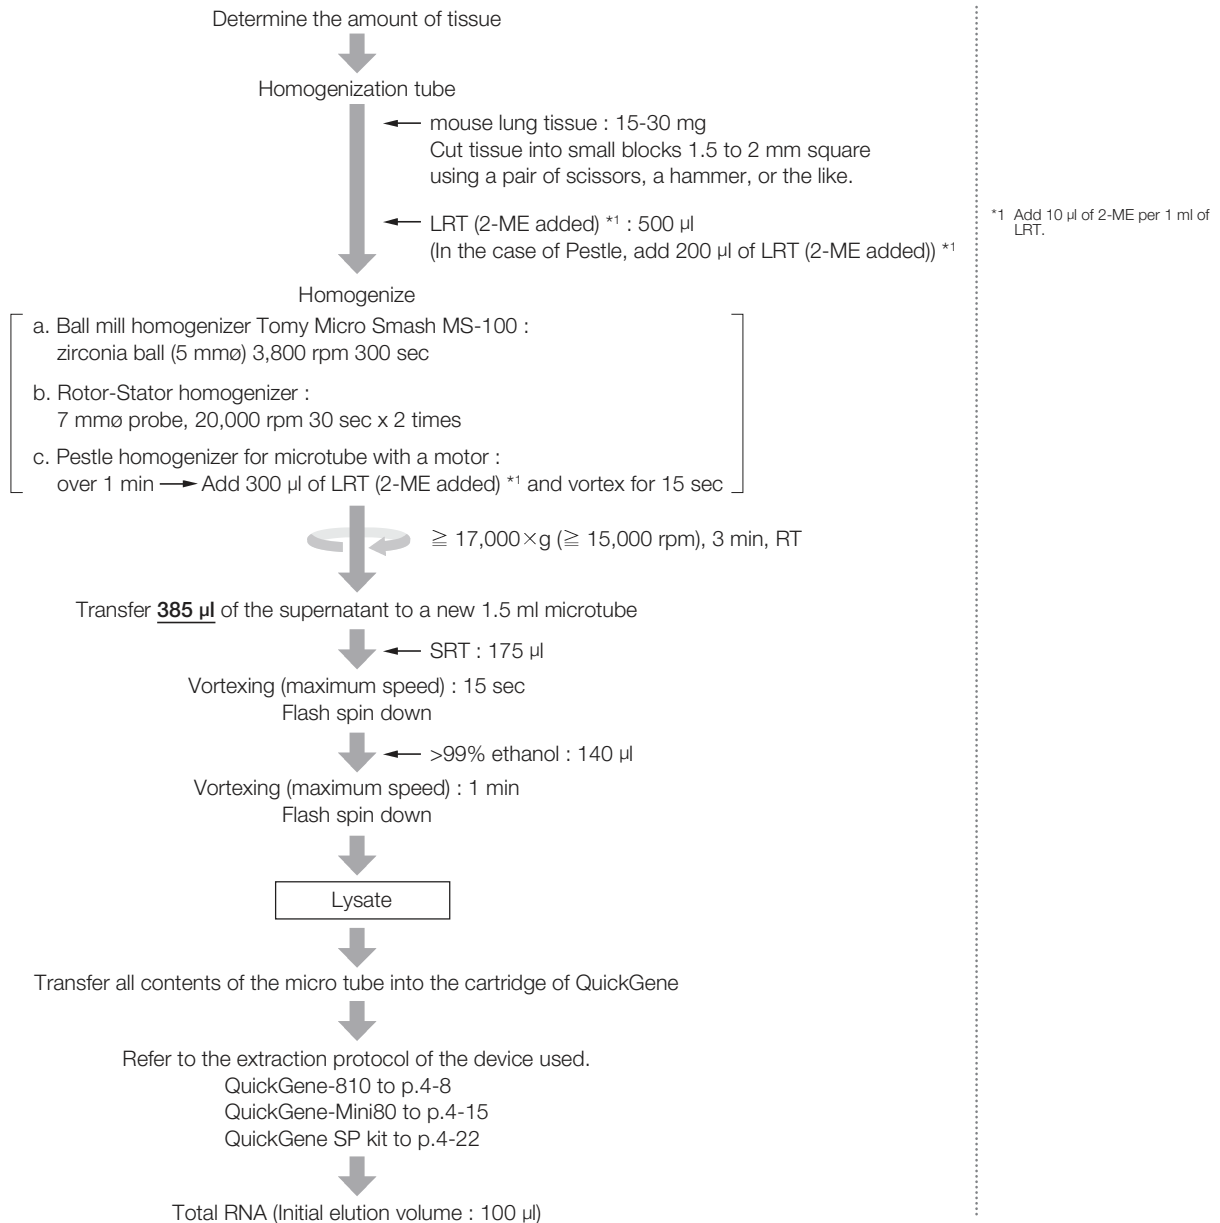 Determine the amount of tissue
Homogenization tube
mouse lung tissue : 15-30 mg
Cut tissue into small blocks 1.5 to 2 mm square
using a pair of scissors, a hammer, or the like.
LRT (2-ME added) *1 : 500 µl
(In the case of Pestle, add 200 µl of LRT (2-ME added)) *1
*1 Add 10 µl of 2-ME per 1 ml of
LRT.
Homogenize
a. Ball mill homogenizer Tomy Micro Smash MS-100 :
zirconia ball (5 mmø) 3,800 rpm 300 sec
b. Rotor-Stator homogenizer :
7 mmø probe, 20,000 rpm 30 sec x 2 times
c. Pestle homogenizer for microtube with a motor :
over 1 min → Add 300 µl of LRT (2-ME added) *1 and vortex for 15 sec
≧ 17,000×g (≧ 15,000 rpm), 3 min, RT
Transfer 385 µl of the supernatant to a new 1.5 ml microtube
SRT : 175 µl
Vortexing (maximum speed) : 15 sec
Flash spin down
>99% ethanol : 140 µl
Vortexing (maximum speed) : 1 min
Flash spin down
Lysate
Transfer all contents of the micro tube into the cartridge of QuickGene
Refer to the extraction protocol of the device used.
QuickGene-810 to p.4-8
QuickGene-Mini80 to p.4-15
QuickGene SP kit to p.4-22
Total RNA (Initial elution volume : 100 µl)